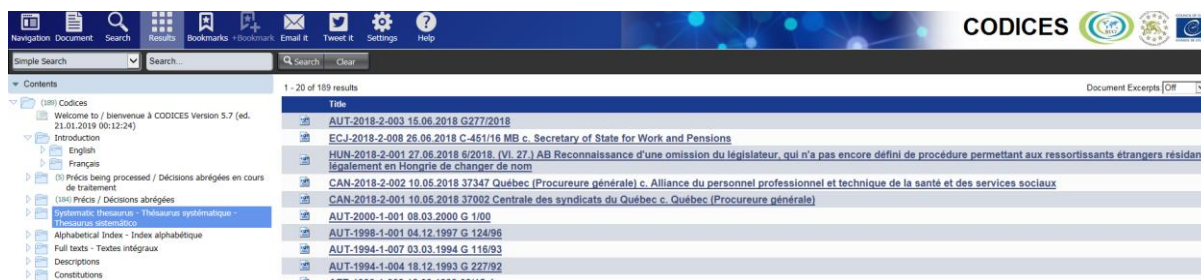 CODICES
Navigation Document Search Results Bookmarks +Bookmark Email it Tweet it Settings Help
Simple Search Search... Search Clear
Contents
1 - 20 of 189 results Document Excerpts Off
(189) Codices
Title
Welcome to / bienvenue à CODICES Version 5.7 (ed.
21.01.2019 00:12:24)
Introduction
English
Français
(5) Précis being processed / Décisions abrégées en cours
de traitement
(184) Précis / Décisions abrégées
Systematic thesaurus - Thésaurus systématique -
Thesaurus sistemático
Alphabetical Index - Index alphabétique
Full texts - Textes intégraux
Descriptions
Constitutions
AUT-2018-2-003 15.06.2018 G277/2018
ECJ-2018-2-008 26.06.2018 C-451/16 MB c. Secretary of State for Work and Pensions
HUN-2018-2-001 27.06.2018 6/2018. (VI. 27.) AB Reconnaissance d'une omission du législateur, qui n'a pas encore défini de procédure permettant aux ressortissants étrangers résidant
légalement en Hongrie de changer de nom
CAN-2018-2-002 10.05.2018 37347 Québec (Procureure générale) c. Alliance du personnel professionnel et technique de la santé et des services sociaux
CAN-2018-2-001 10.05.2018 37002 Centrale des syndicats du Québec c. Québec (Procureure générale)
AUT-2000-1-001 08.03.2000 G 1/00
AUT-1998-1-001 04.12.1997 G 124/96
AUT-1994-1-007 03.03.1994 G 116/93
AUT-1994-1-004 18.12.1993 G 227/92